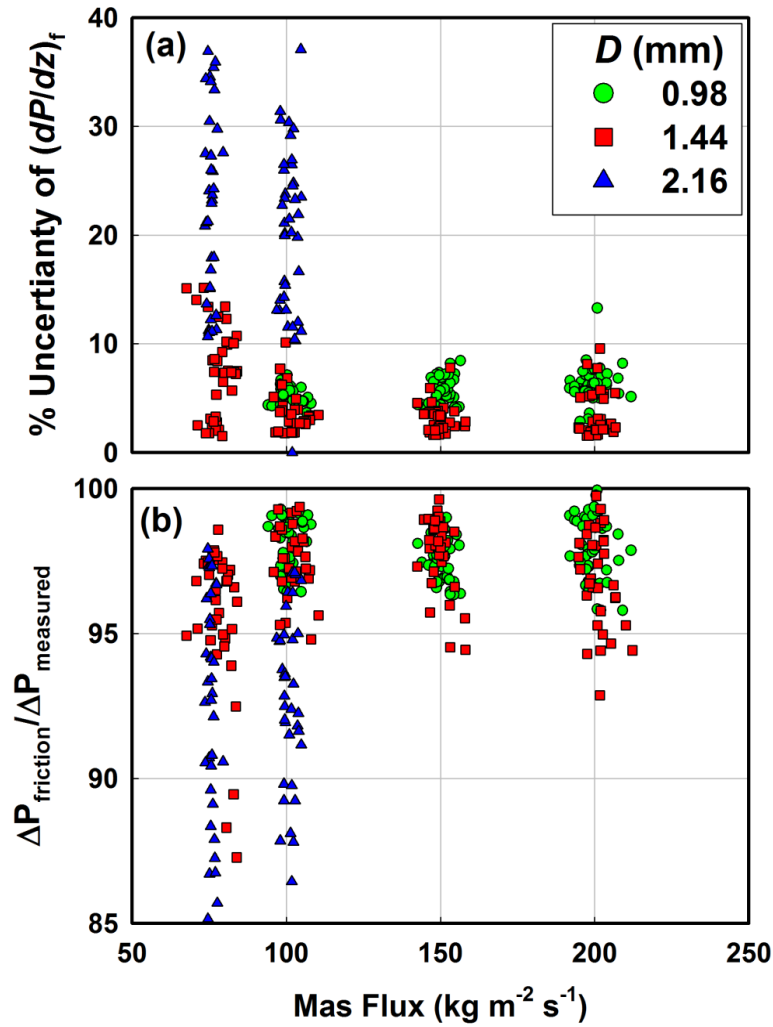 40
30
20
10
0
% Uncertianty of (dP/dz)f
(a)
D (mm)
0.98
1.44
2.16
100
95
90
85
ΔPfriction/ΔPmeasured
(b)
50 100 150 200 250
Mas Flux (kg m-2 s-1)